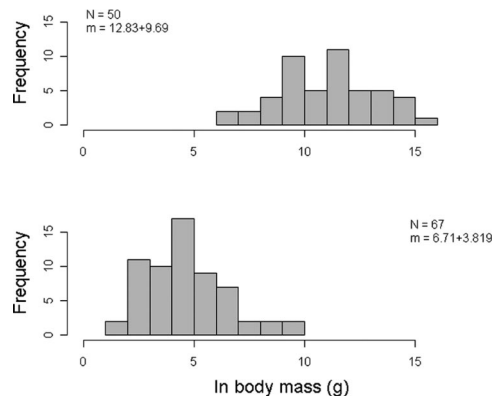 N = 50
m = 12.83+9.69
Frequency
15
10
5
0
0 5 10 15
N = 67
m = 6.71+3.819
Frequency
15
10
5
0
0 5 10 15
ln body mass (g)